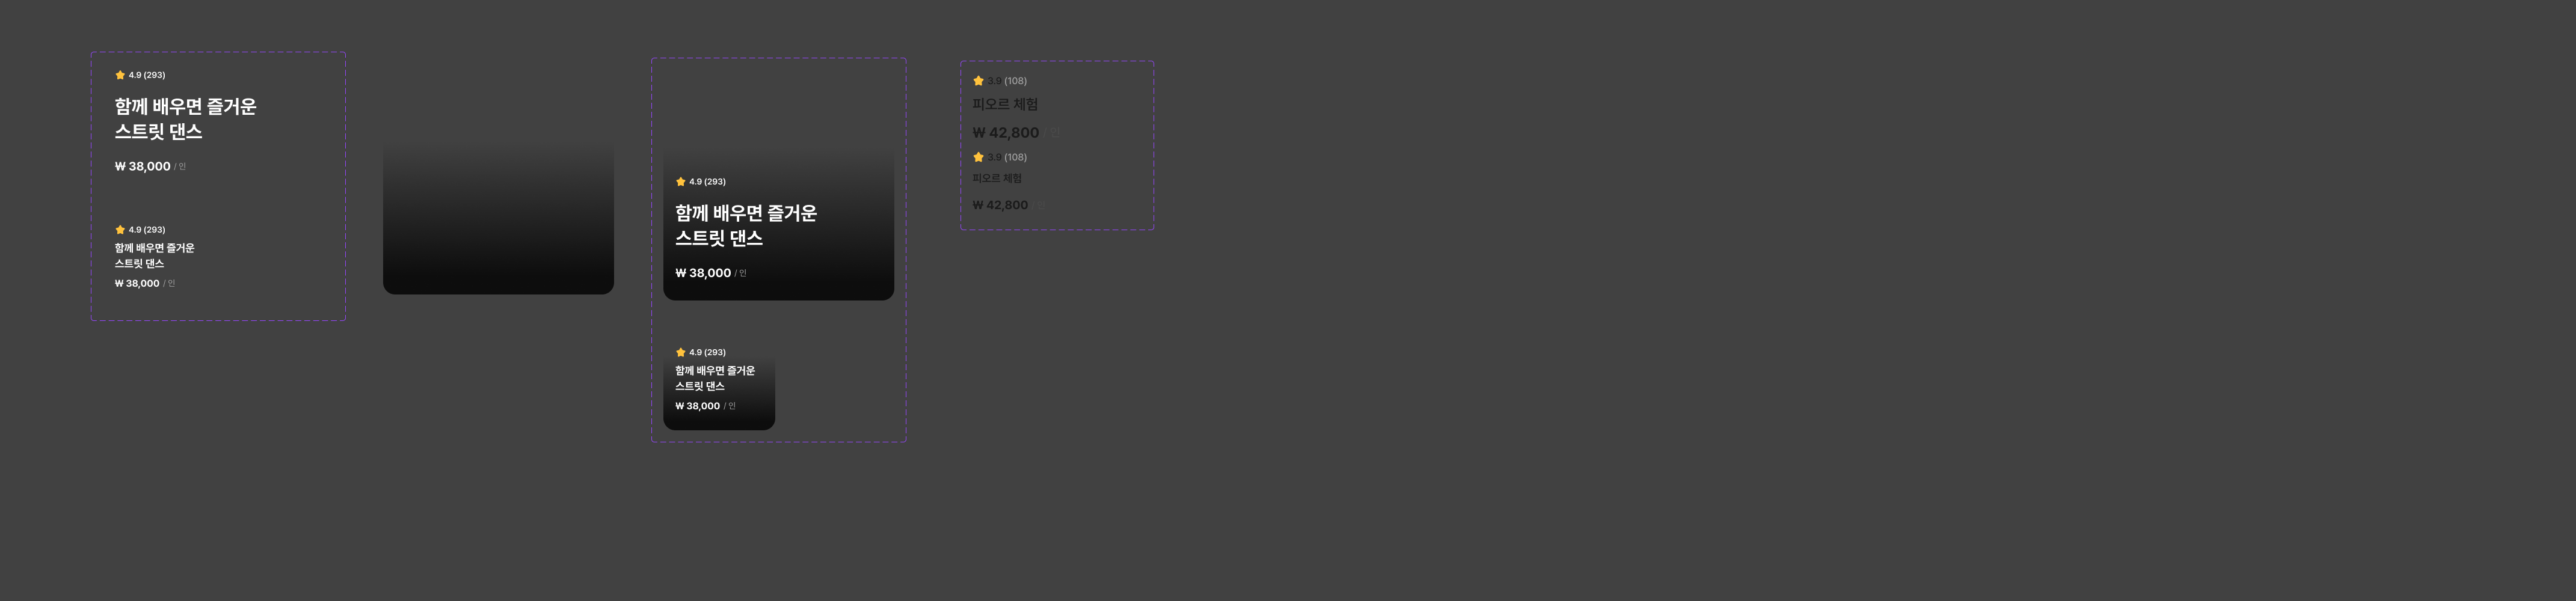 4.9 (293)
함께 배우면 즐거운
스트릿 댄스
₩ 38,000 / 인
4.9 (293)
함께 배우면 즐거운
스트릿 댄스
₩ 38,000 / 인
4.9 (293)
함께 배우면 즐거운
스트릿 댄스
₩ 38,000 / 인
4.9 (293)
함께 배우면 즐거운
스트릿 댄스
₩ 38,000 / 인
3.9 (108)
피오르 체험
₩ 42,800 / 인
3.9 (108)
피오르 체험
₩ 42,800 / 인